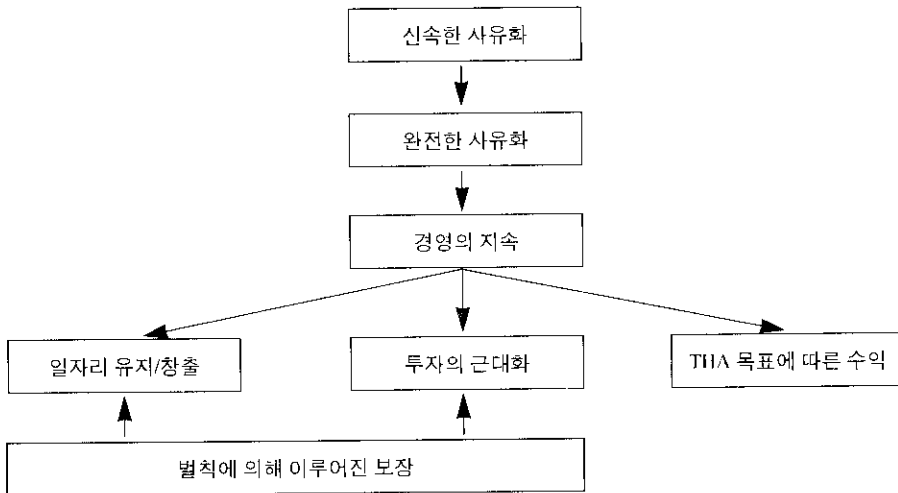 신속한 사유화
완전한 사유화
경영의 지속
일자리 유지/창출
투자의 근대화
THA 목표에 따른 수익
벌칙에 의해 이루어진 보장